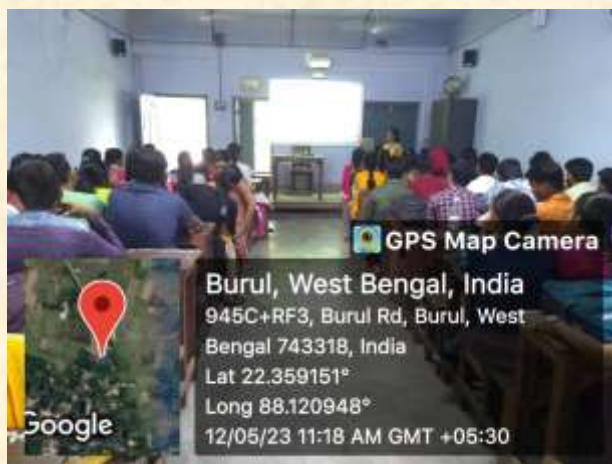 GPS Map Camera
Burul, West Bengal, India
945C+RF3, Burul Rd, Burul, West
Bengal 743318, India
Lat 22.359151°
Long 88.120948°
12/05/23 11:18 AM GMT +05:30
Google